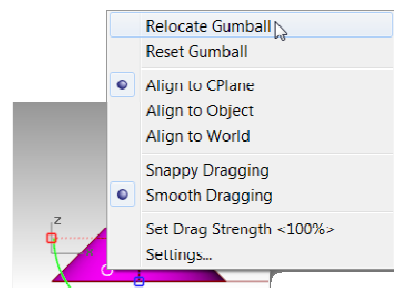 Relocate Gumball
Reset Gumball
Align to CPlane
Align to Object
Align to World
Snappy Dragging
Smooth Dragging
Set Drag Strength <100%>
Settings...
z